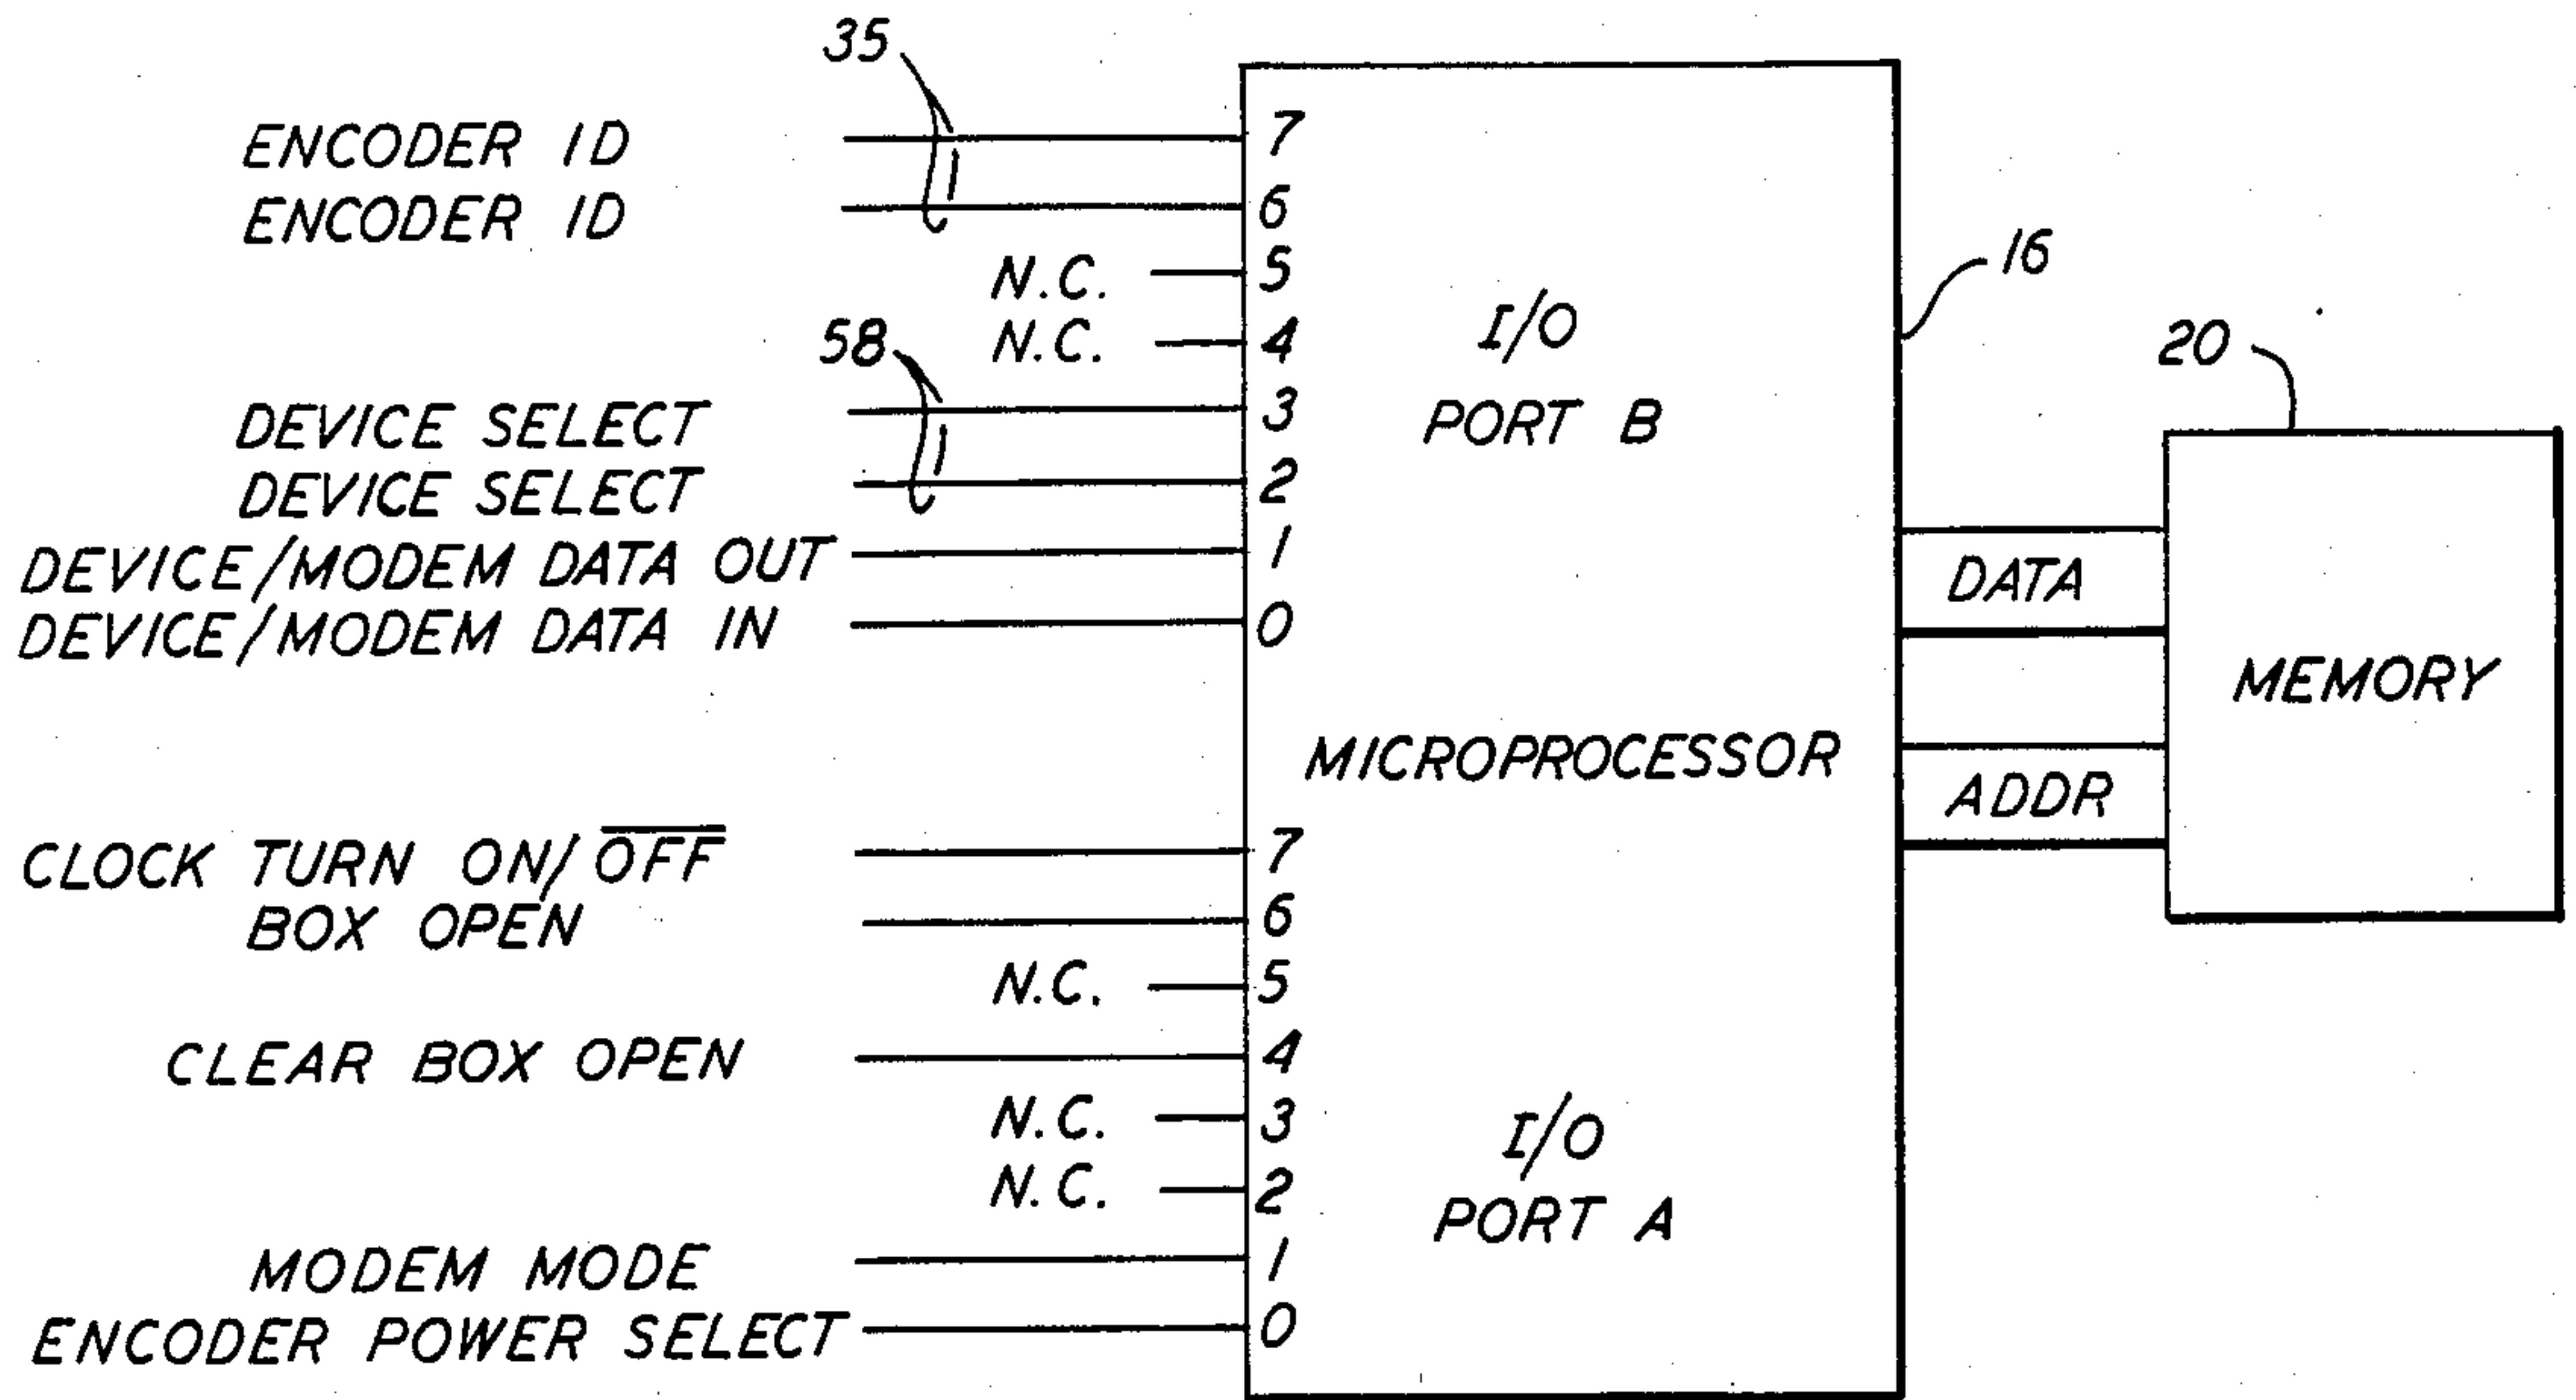 35
ENCODER ID 7
ENCODER ID 6
N.C. 5
16
I/O
N.C. 4
58
20
DEVICE SELECT 3
PORT B
DEVICE SELECT 2
DEVICE/MODEM DATA OUT 1
DATA
DEVICE/MODEM DATA IN 0
MEMORY
MICROPROCESSOR
ADDR
CLOCK TURN ON/OFF 7
BOX OPEN 6
N.C. 5
CLEAR BOX OPEN 4
N.C. 3
I/O
N.C. 2
PORT A
MODEM MODE 1
ENCODER POWER SELECT 0